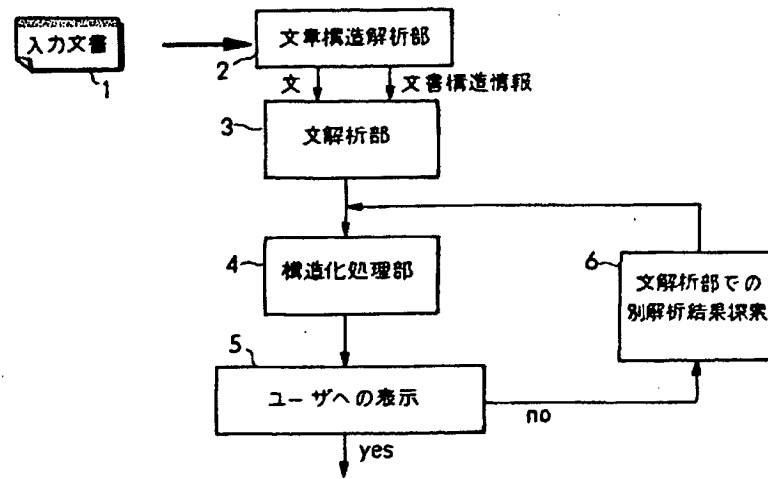 入力文書
1
文章構造解析部
2
文
文書構造情報
3
文解析部
4
構造化処理部
6
文解析部での
別解析結果探索
5
ユーザへの表示
no
yes